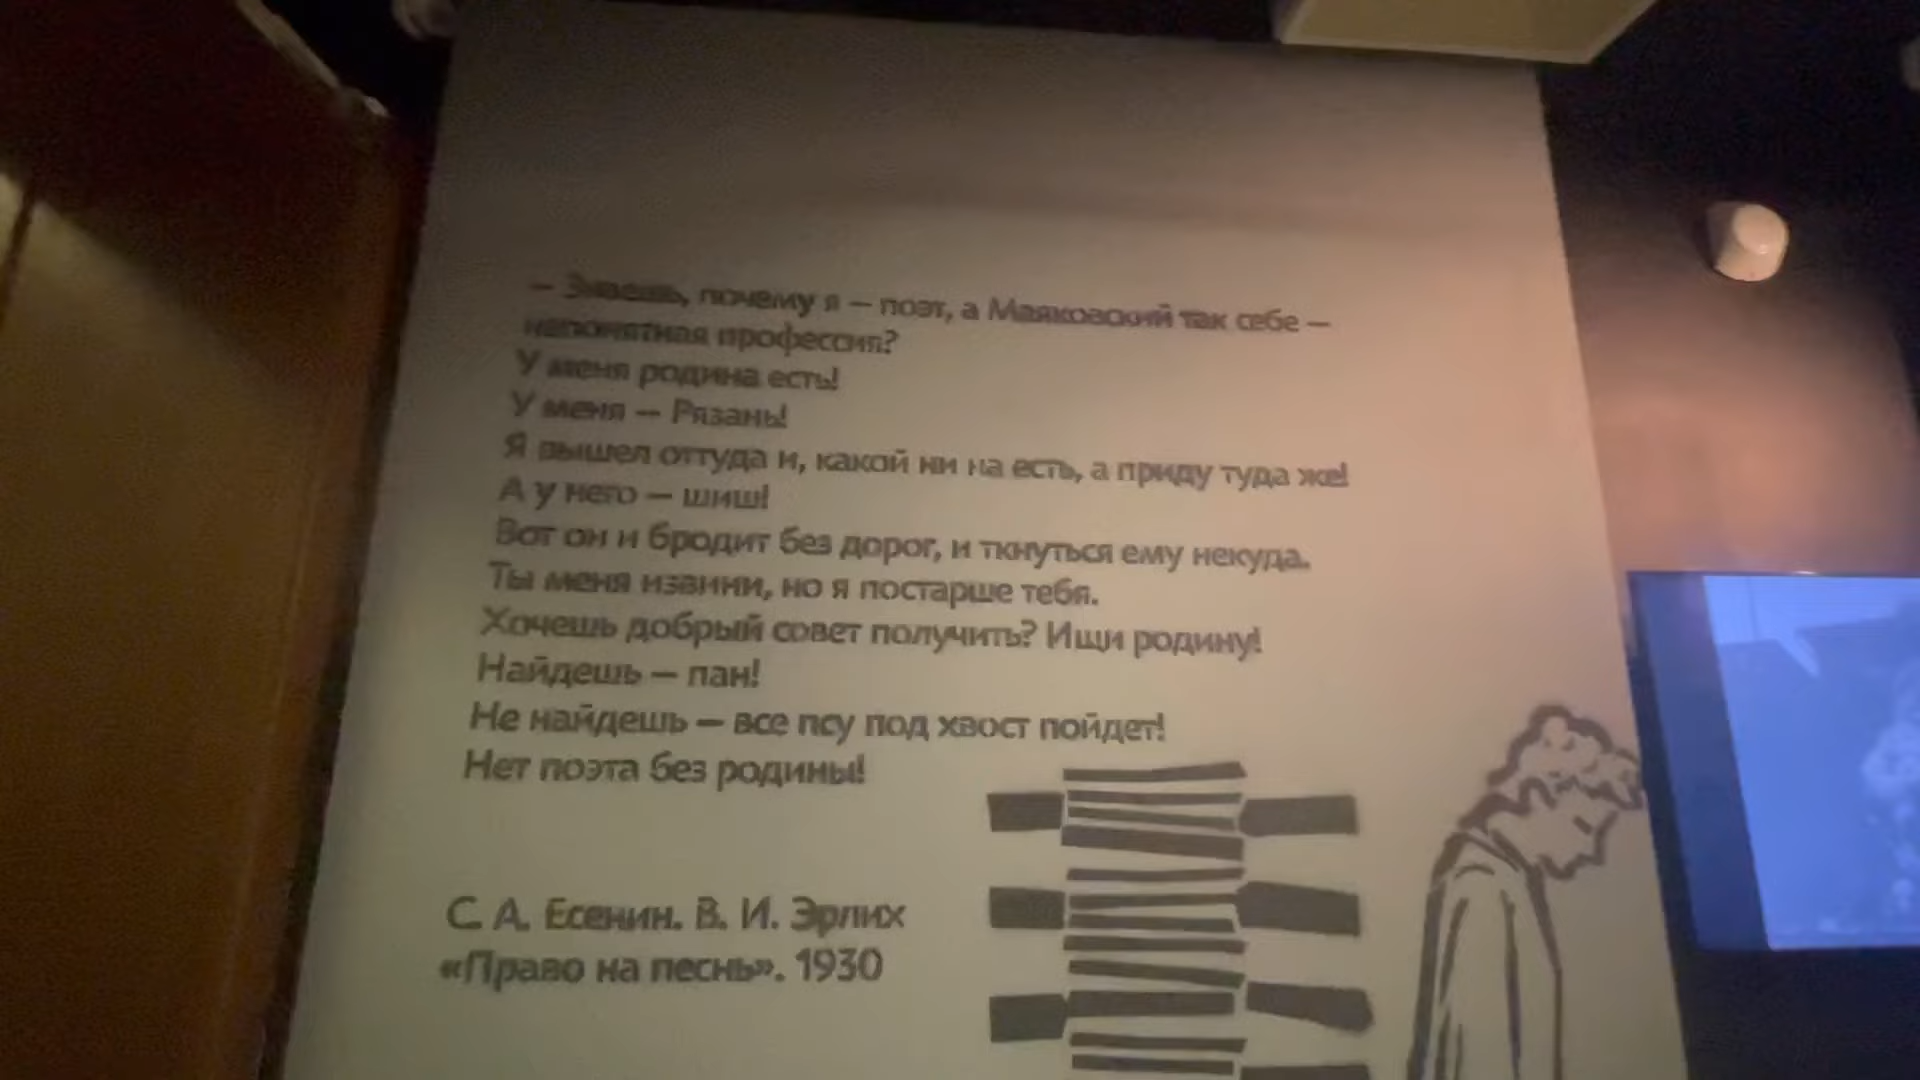 — Знаешь, почему я — поэт, а Маяковский так себе —
непонятная профессия?
У меня родина есть!
У меня — Рязань!
Я вышел оттуда и, какой ни на есть, а приду туда же!
А у него — шиш!
Вот он и бродит без дорог, и ткнуться ему некуда.
Ты меня извини, но я постарше тебя.
Хочешь добрый совет получить? Ищи родину!
Найдешь — пан!
Не найдешь — все псу под хвост пойдет!
Нет поэта без родины!
С. А. Есенин. В. И. Эрлих
«Право на песнь». 1930